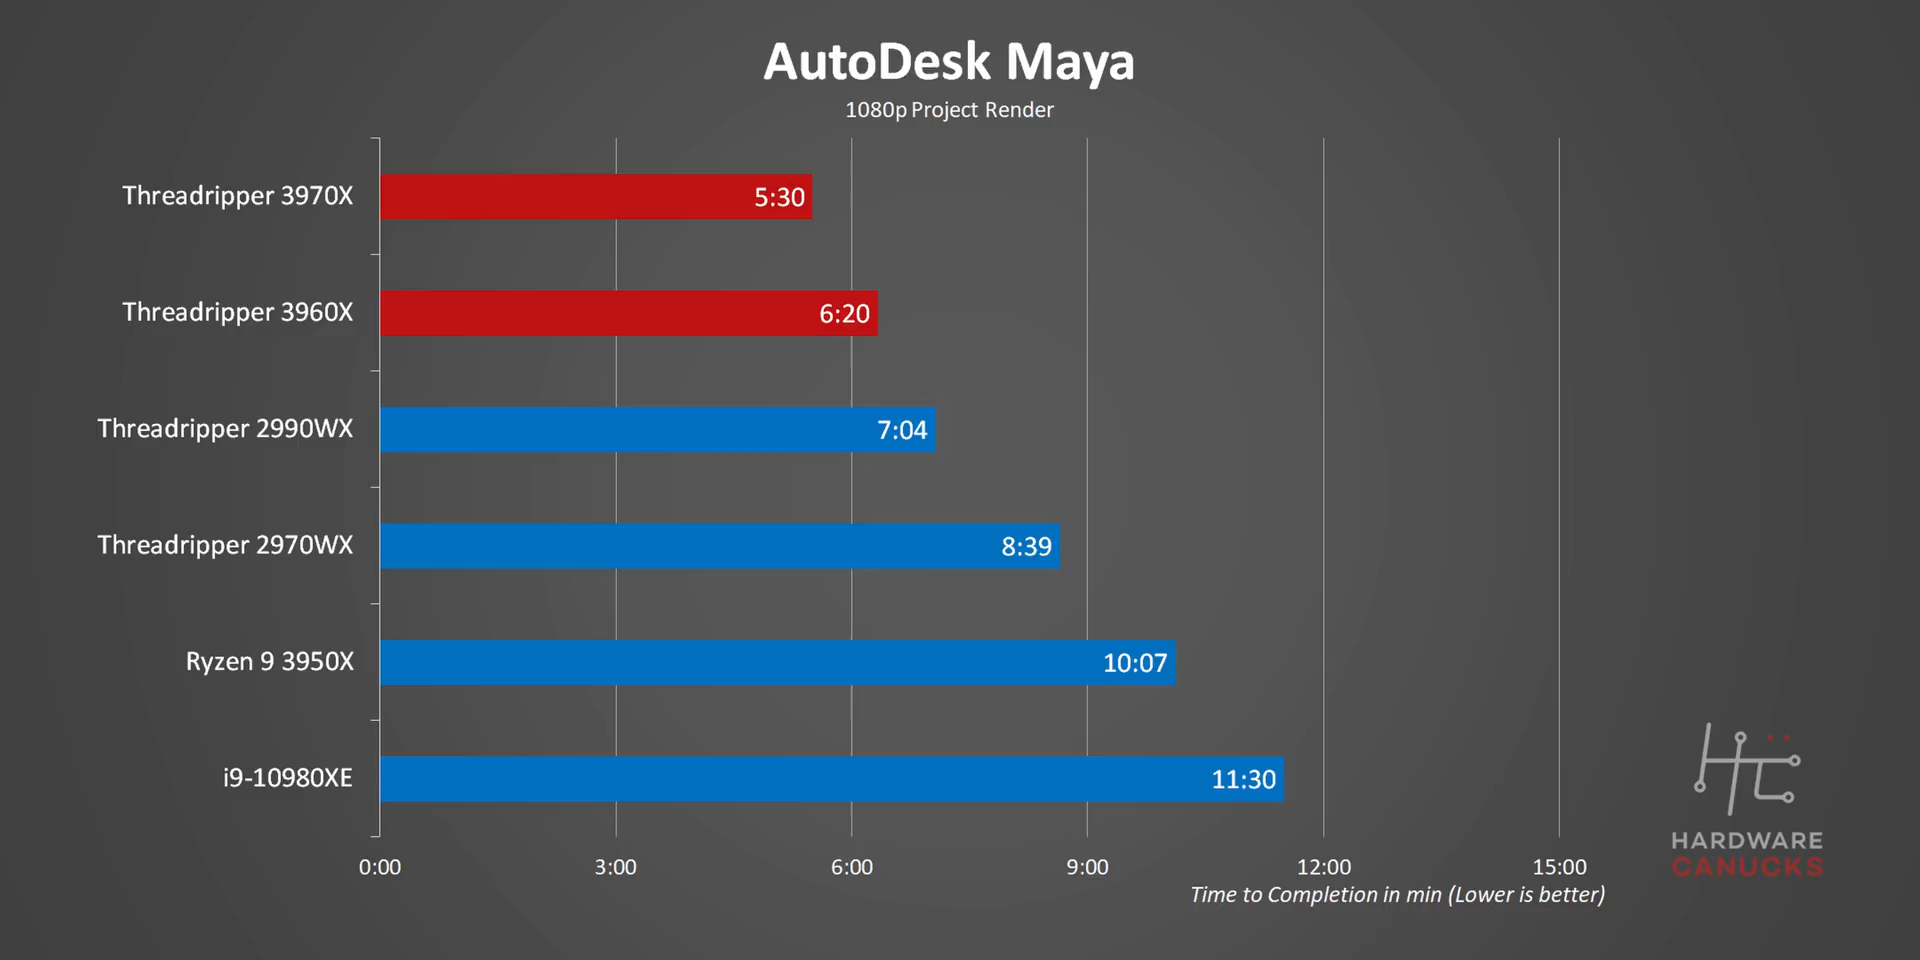 AutoDesk Maya
1080p Project Render
Threadripper 3970X
5:30
Threadripper 3960X
6:20
Threadripper 2990WX
7:04
Threadripper 2970WX
8:39
Ryzen 9 3950X
10:07
i9-10980XE
11:30
0:00 3:00 6:00 9:00 12:00 15:00
Time to Completion in min (Lower is better)
HARDWARE
CANUCKS